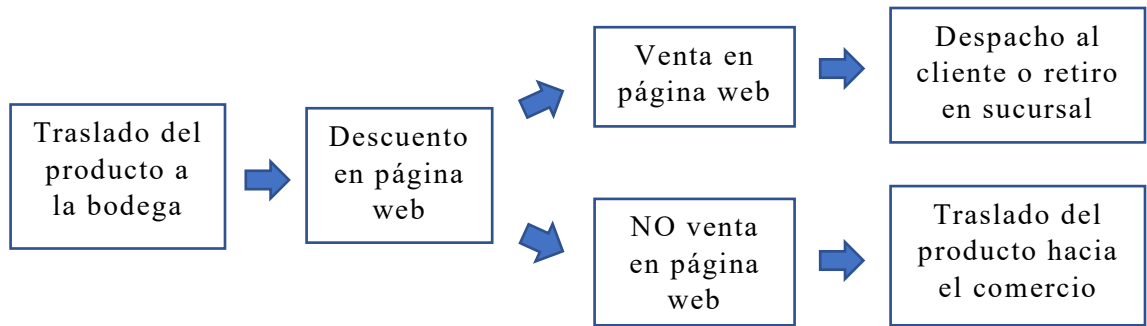 Traslado del
producto a
la bodega
Descuento
en página
web
Venta en
página web
Despacho al
cliente o retiro
en sucursal
NO venta
en página
web
Traslado del
producto hacia
el comercio